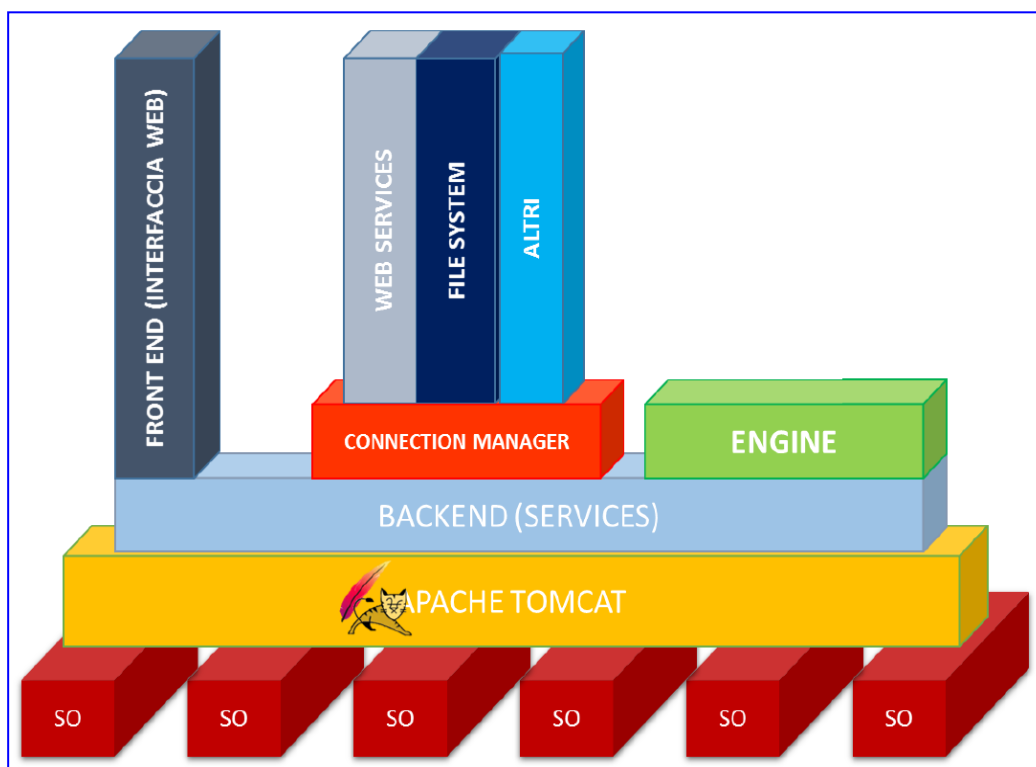 FRONT END (INTERFACCIA WEB)
WEB SERVICES
FILE SYSTEM
ALTRI
CONNECTION MANAGER
ENGINE
BACKEND (SERVICES)
APACHE TOMCAT
SO
SO
SO
SO
SO
SO